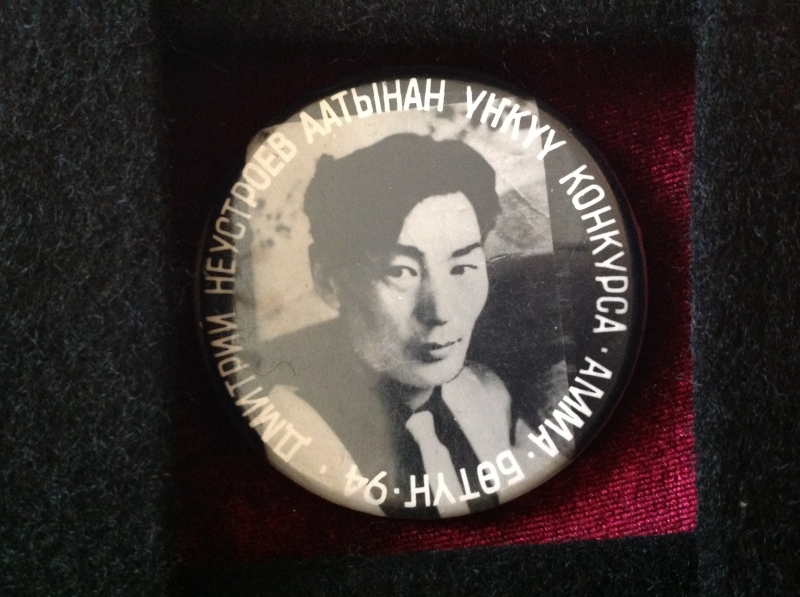 ДМИТРИЙ НЕУСТРОЕВ ААТЫНАН ҮҤКҮҮ КОНКУРСА · АММА · БӨТҮҤ · 94 ·